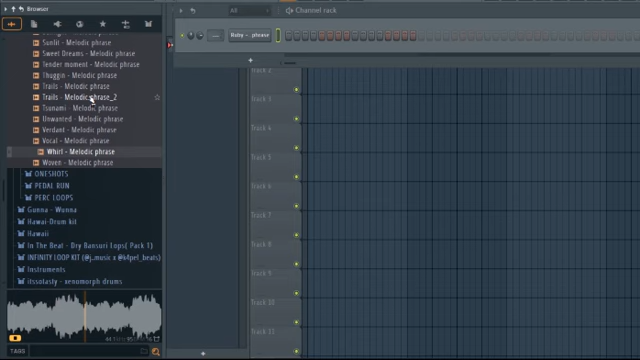 Browser
All
Channel rack
Sunlit - Melodic phrase
Ruby - phrase
Sweet Dreams - Melodic phrase
Tender moment - Melodic phrase
Thuggin - Melodic phrase
Trails - Melodic phrase
Trails - Melodic phrase_2
Tsunami - Melodic phrase
Unwanted - Melodic phrase
Verdant - Melodic phrase
Vocal - Melodic phrase
Whirl - Melodic phrase
Woven - Melodic phrase
ONESHOTS
PEDAL RUN
PERC LOOPS
Gunna - Wunna
Hawai-Drum kit
Hawaii
In The Beat - Dry Bansuri Lops( Pack 1)
INFINITY LOOP KIT (@j.music x @k4pel_beats)
Instruments
itssotasty - xenomorph drums
TAGS
Track 2
Track 3
Track 4
Track 5
Track 6
Track 7
Track 8
Track 9
Track 10
Track 11